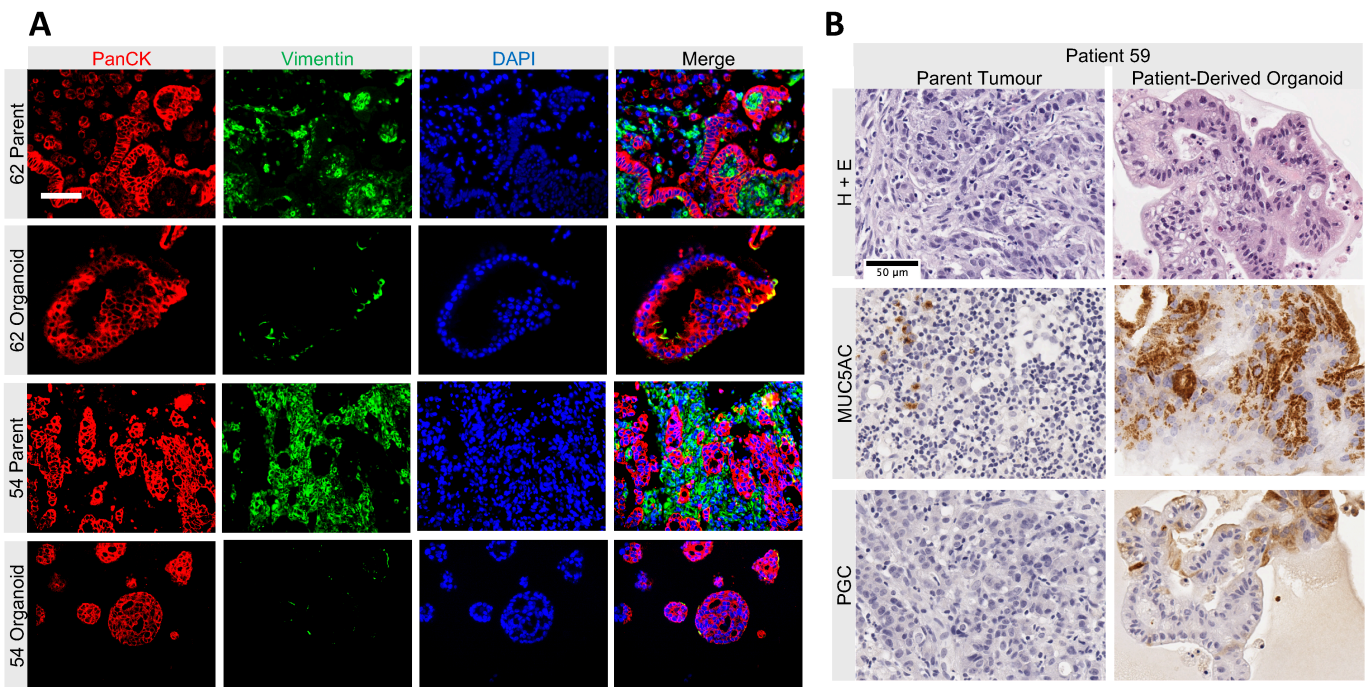 A
PanCK
Vimentin
DAPI
Merge
62 Parent
62 Organoid
54 Parent
54 Organoid
B
Patient 59
Parent Tumour
Patient-Derived Organoid
H + E
50 µm
MUC5AC
PGC